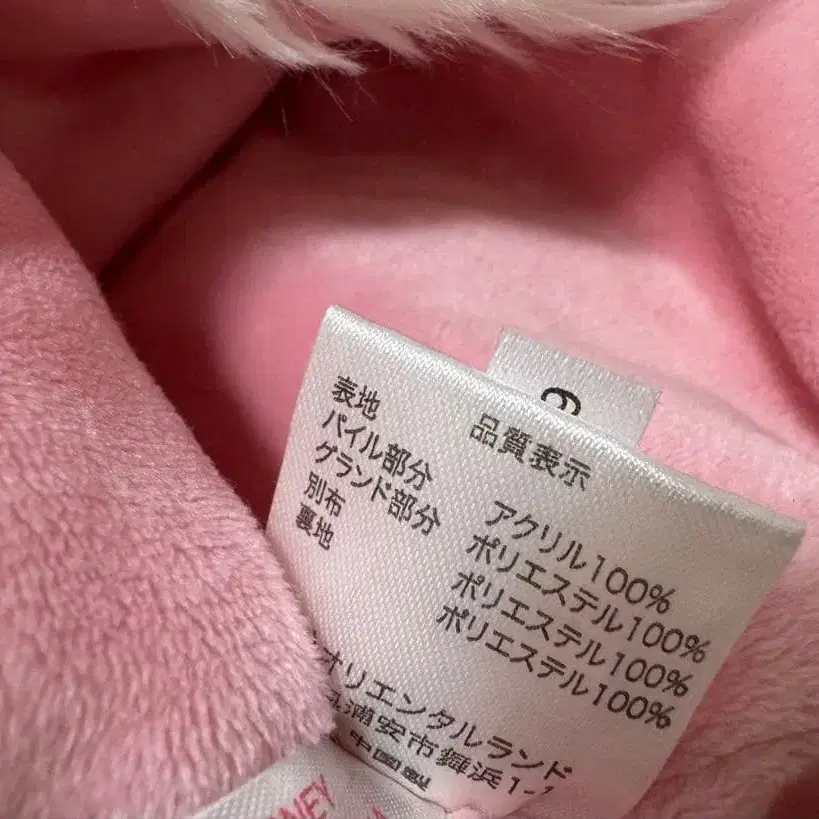 6
品質表示
表地
パイル部分 アクリル100%
グランド部分 ポリエステル100%
別布 ポリエステル100%
裏地 ポリエステル100%
オリエンタルランド
浦安市舞浜1-1
中國製
NEY